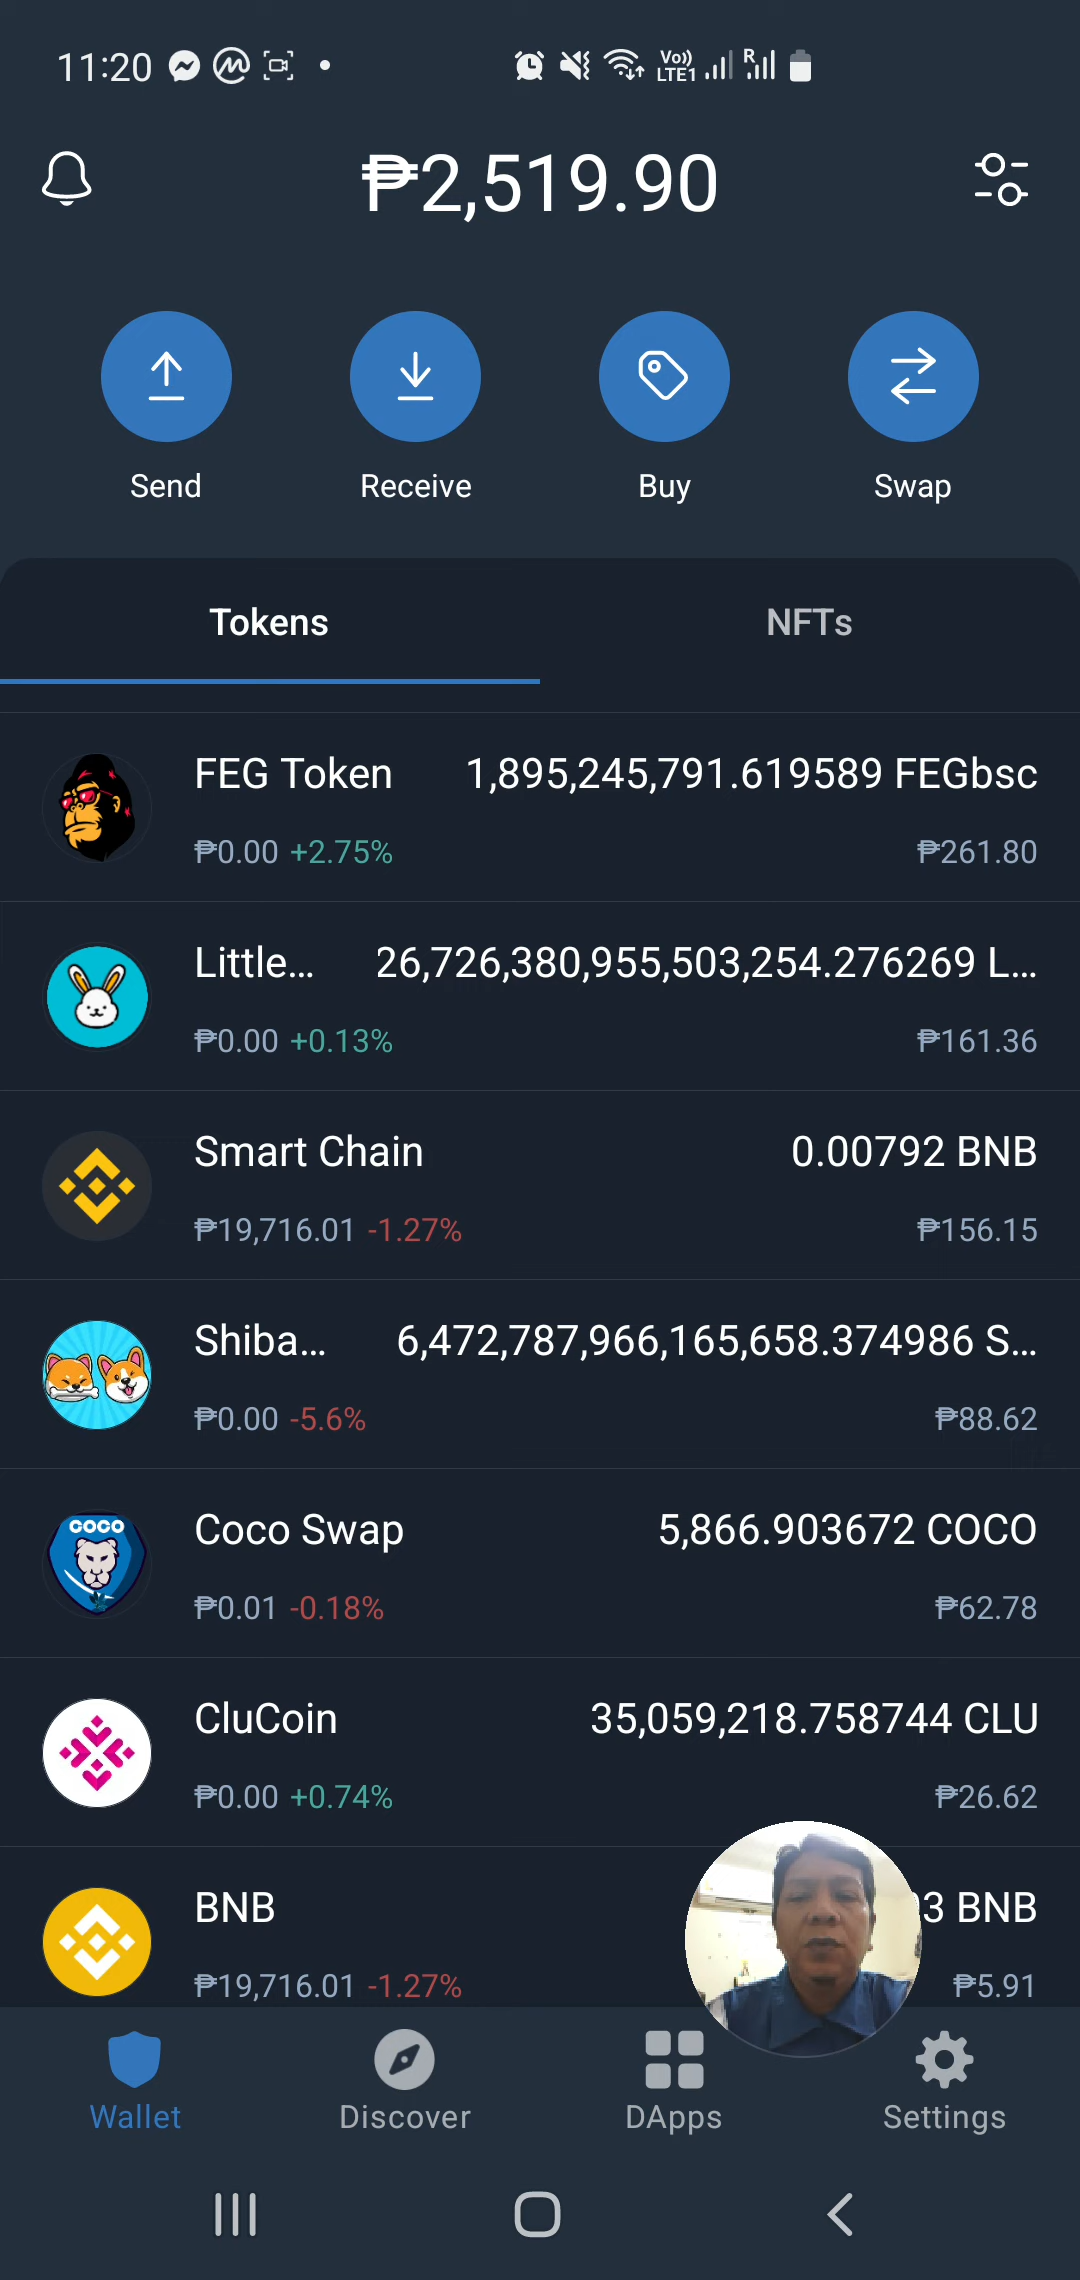 11:20 Vo)) LTE1 R
₱2,519.90
Send Receive Buy Swap
Tokens NFTs
FEG Token 1,895,245,791.619589 FEGbsc
₱0.00 +2.75% ₱261.80
Little... 26,726,380,955,503,254.276269 L...
₱0.00 +0.13% ₱161.36
Smart Chain 0.00792 BNB
₱19,716.01 -1.27% ₱156.15
Shiba... 6,472,787,966,165,658.374986 S...
₱0.00 -5.6% ₱88.62
COCO
Coco Swap 5,866.903672 COCO
₱0.01 -0.18% ₱62.78
CluCoin 35,059,218.758744 CLU
₱0.00 +0.74% ₱26.62
BNB 3 BNB
₱19,716.01 -1.27% ₱5.91
Wallet Discover DApps Settings